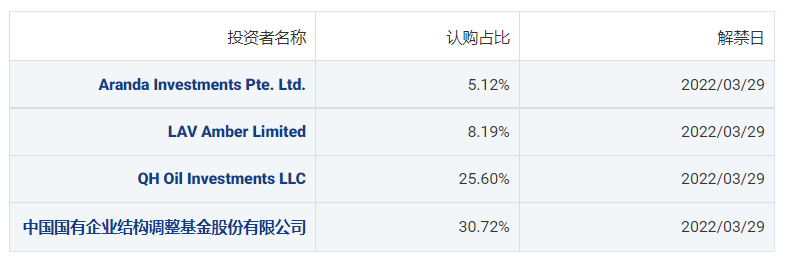 投资者名称 认购占比 解禁日
Aranda Investments Pte. Ltd. 5.12% 2022/03/29
LAV Amber Limited 8.19% 2022/03/29
QH Oil Investments LLC 25.60% 2022/03/29
中国国有企业结构调整基金股份有限公司 30.72% 2022/03/29